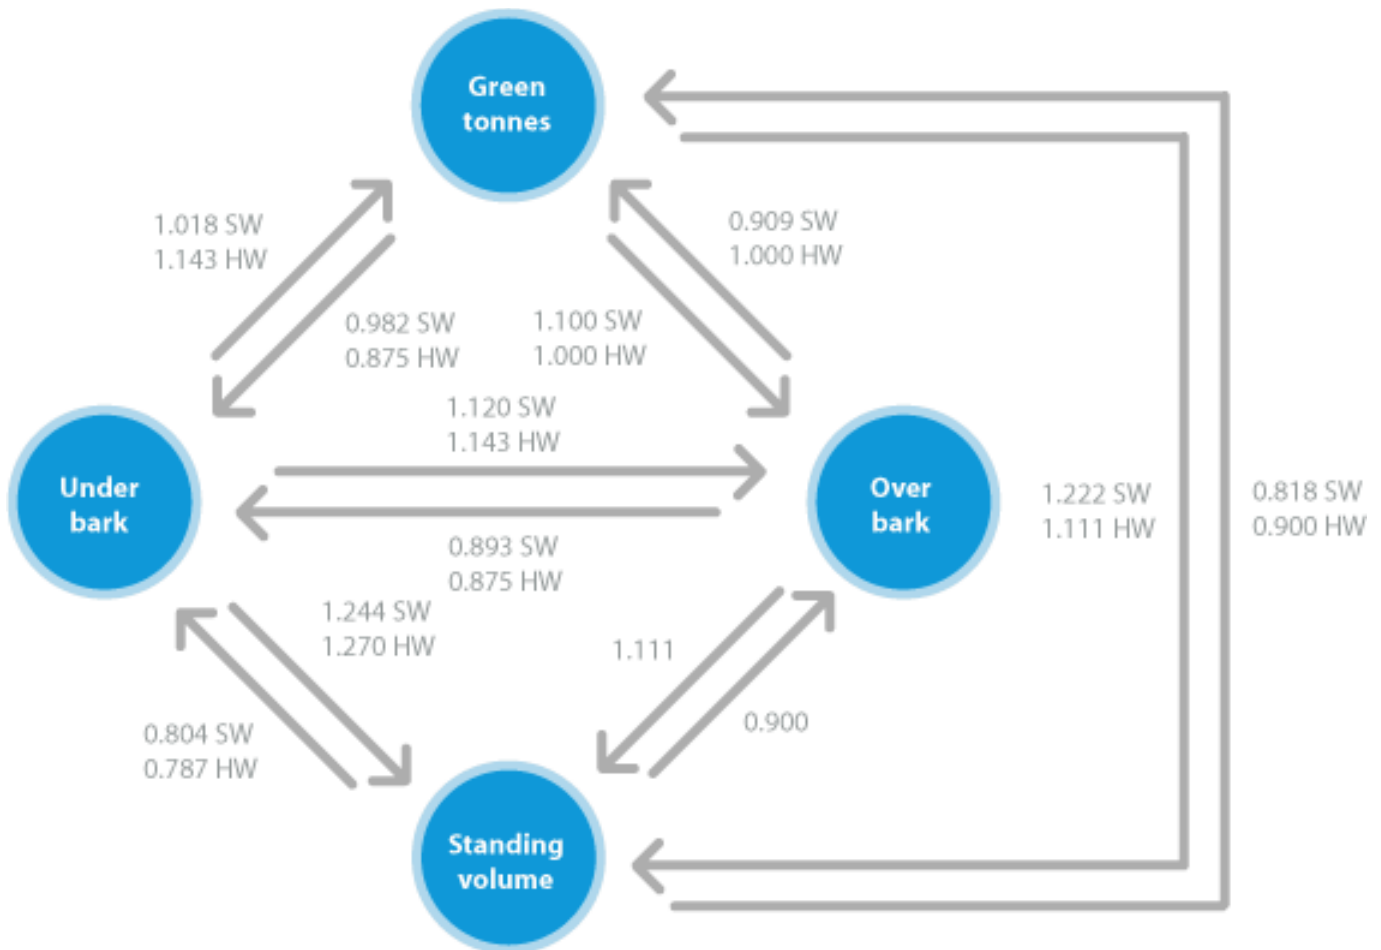 Green
tonnes
1.018 SW
1.143 HW
0.909 SW
1.000 HW
0.982 SW
0.875 HW
1.100 SW
1.000 HW
1.120 SW
1.143 HW
Under
bark
Over
bark
1.222 SW
1.111 HW
0.818 SW
0.900 HW
0.893 SW
0.875 HW
1.244 SW
1.270 HW
1.111
0.900
0.804 SW
0.787 HW
Standing
volume